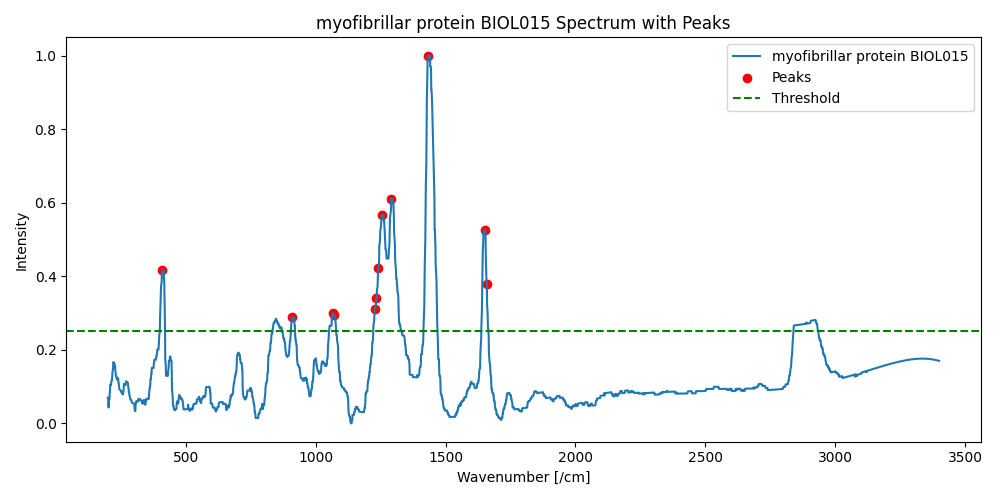 myofibrillar protein BIOL015 Spectrum with Peaks
myofibrillar protein BIOL015
Peaks
Threshold
Intensity
1.0
0.8
0.6
0.4
0.2
0.0
500 1000 1500 2000 2500 3000 3500
Wavenumber [/cm]